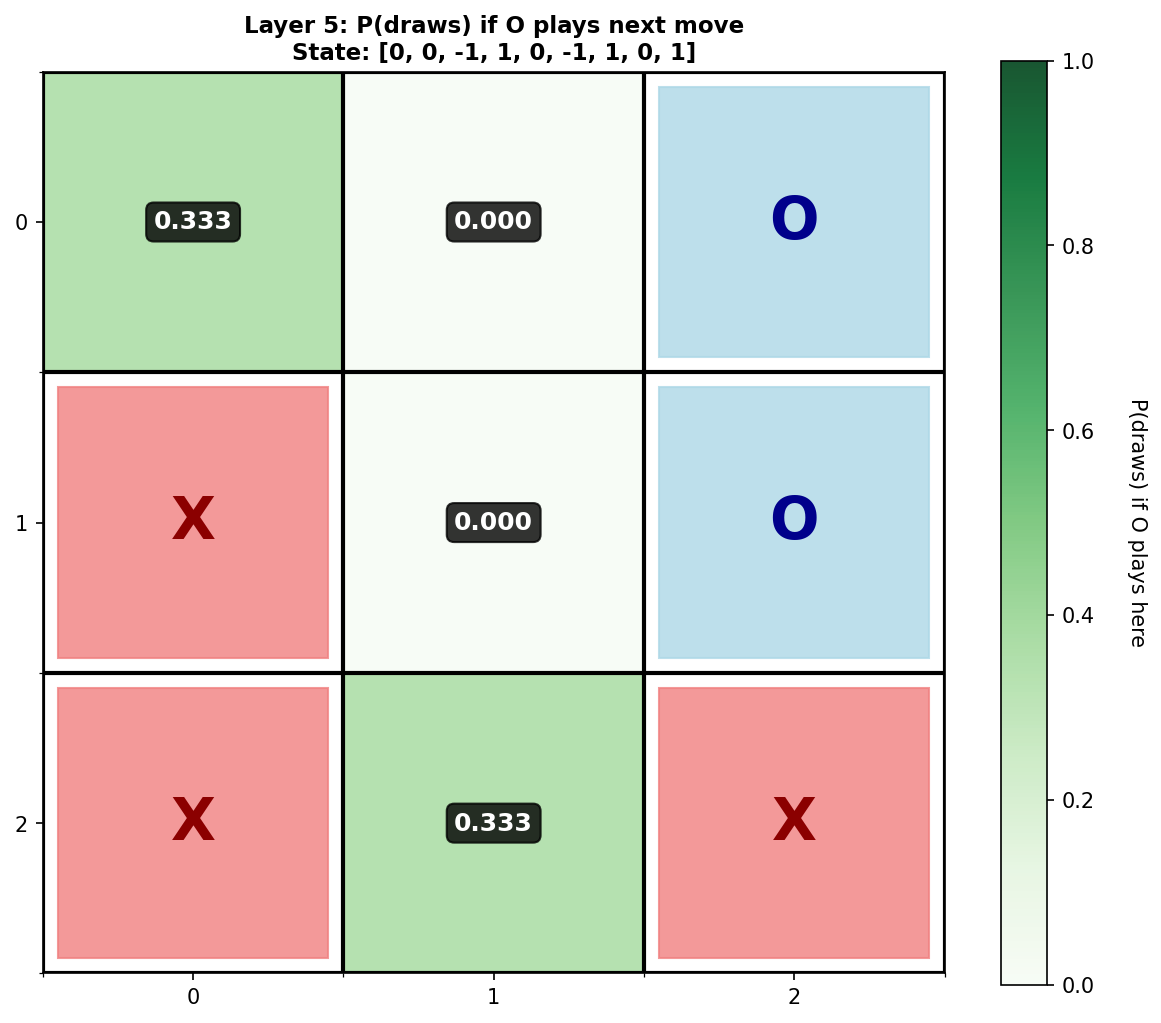 Layer 5: P(draws) if O plays next move
State: [0, 0, -1, 1, 0, -1, 1, 0, 1]
0
0.333
0.000
O
1
X
0.000
O
2
X
0.333
X
0
1
2
1.0
0.8
0.6
0.4
0.2
0.0
P(draws) if O plays here